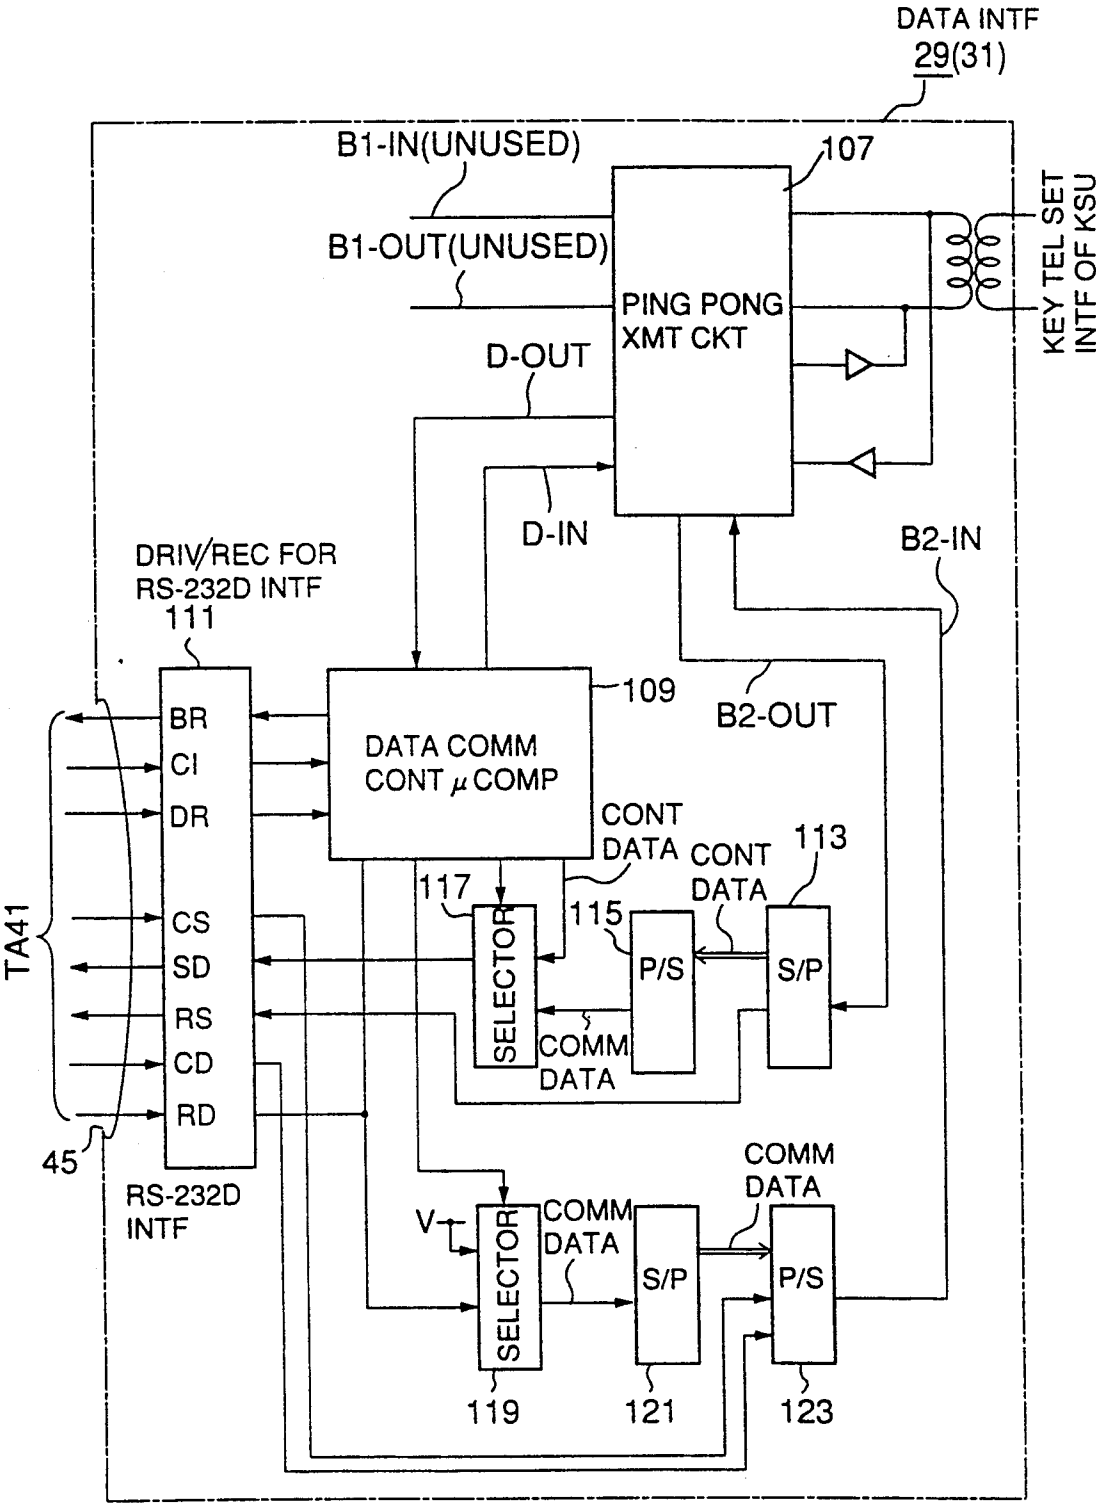 DATA INTF
29(31)
B1-IN(UNUSED)
107
KEY TEL SET
INTF OF KSU
B1-OUT(UNUSED)
PING PONG
XMT CKT
D-OUT
D-IN
B2-IN
DRIV/REC FOR
RS-232D INTF
111
109
B2-OUT
BR
CI
DR
CS
SD
RS
CD
RD
DATA COMM
CONT μ COMP
CONT
DATA
117
CONT
DATA
113
115
TA41
SELECTOR
P/S
S/P
COMM
DATA
45
RS-232D
INTF
COMM
DATA
V
SELECTOR
COMM
DATA
S/P
P/S
119
121
123